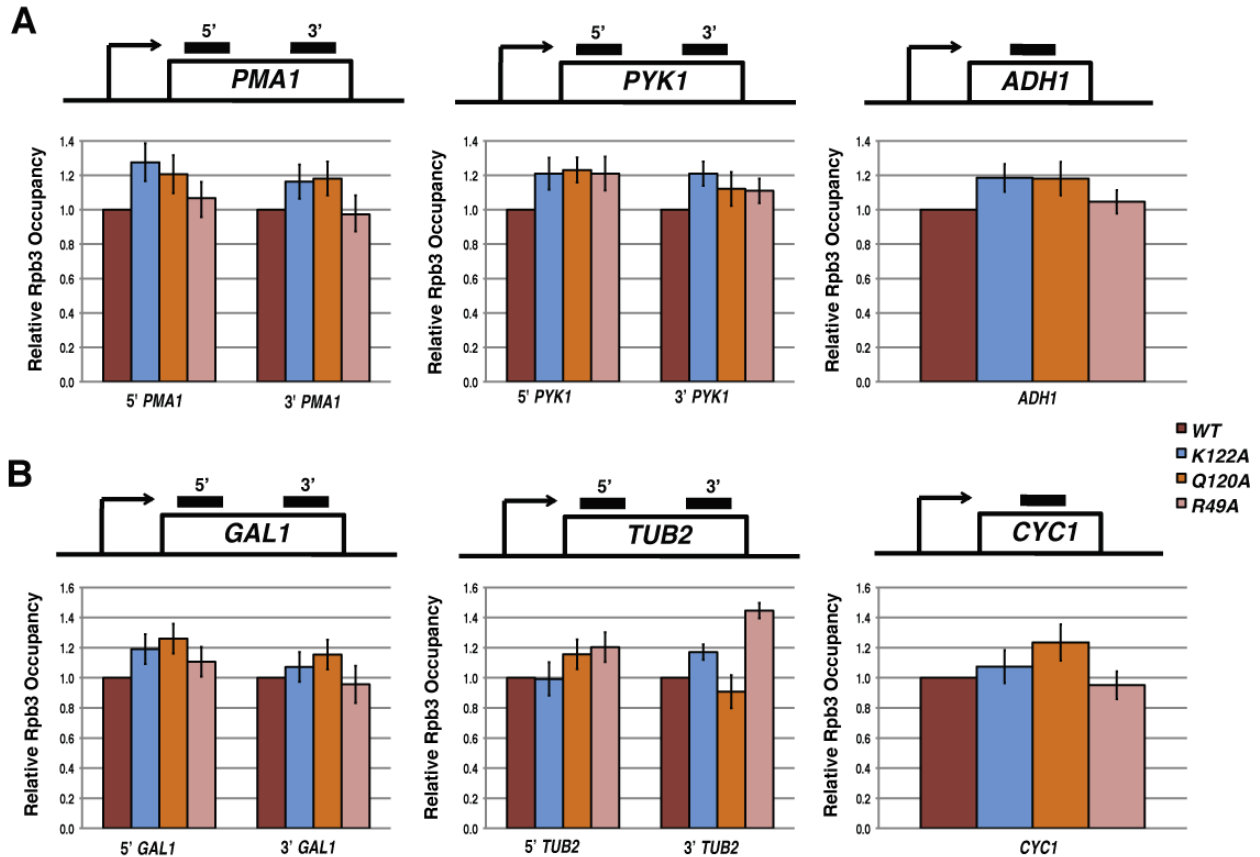 A
5' 3'
PMA1
5' 3'
PYK1
ADH1
Relative Rpb3 Occupancy
1.4
1.2
1.0
0.8
0.6
0.4
0.2
0.0
5' PMA1 3' PMA1
Relative Rpb3 Occupancy
1.4
1.2
1.0
0.8
0.6
0.4
0.2
0.0
5' PYK1 3' PYK1
Relative Rpb3 Occupancy
1.4
1.2
1.0
0.8
0.6
0.4
0.2
0.0
ADH1
WT
K122A
Q120A
R49A
B
5' 3'
GAL1
5' 3'
TUB2
CYC1
Relative Rpb3 Occupancy
1.6
1.4
1.2
1.0
0.8
0.6
0.4
0.2
0.0
5' GAL1 3' GAL1
Relative Rpb3 Occupancy
1.6
1.4
1.2
1.0
0.8
0.6
0.4
0.2
0.0
5' TUB2 3' TUB2
Relative Rpb3 Occupancy
1.6
1.4
1.2
1.0
0.8
0.6
0.4
0.2
0.0
CYC1